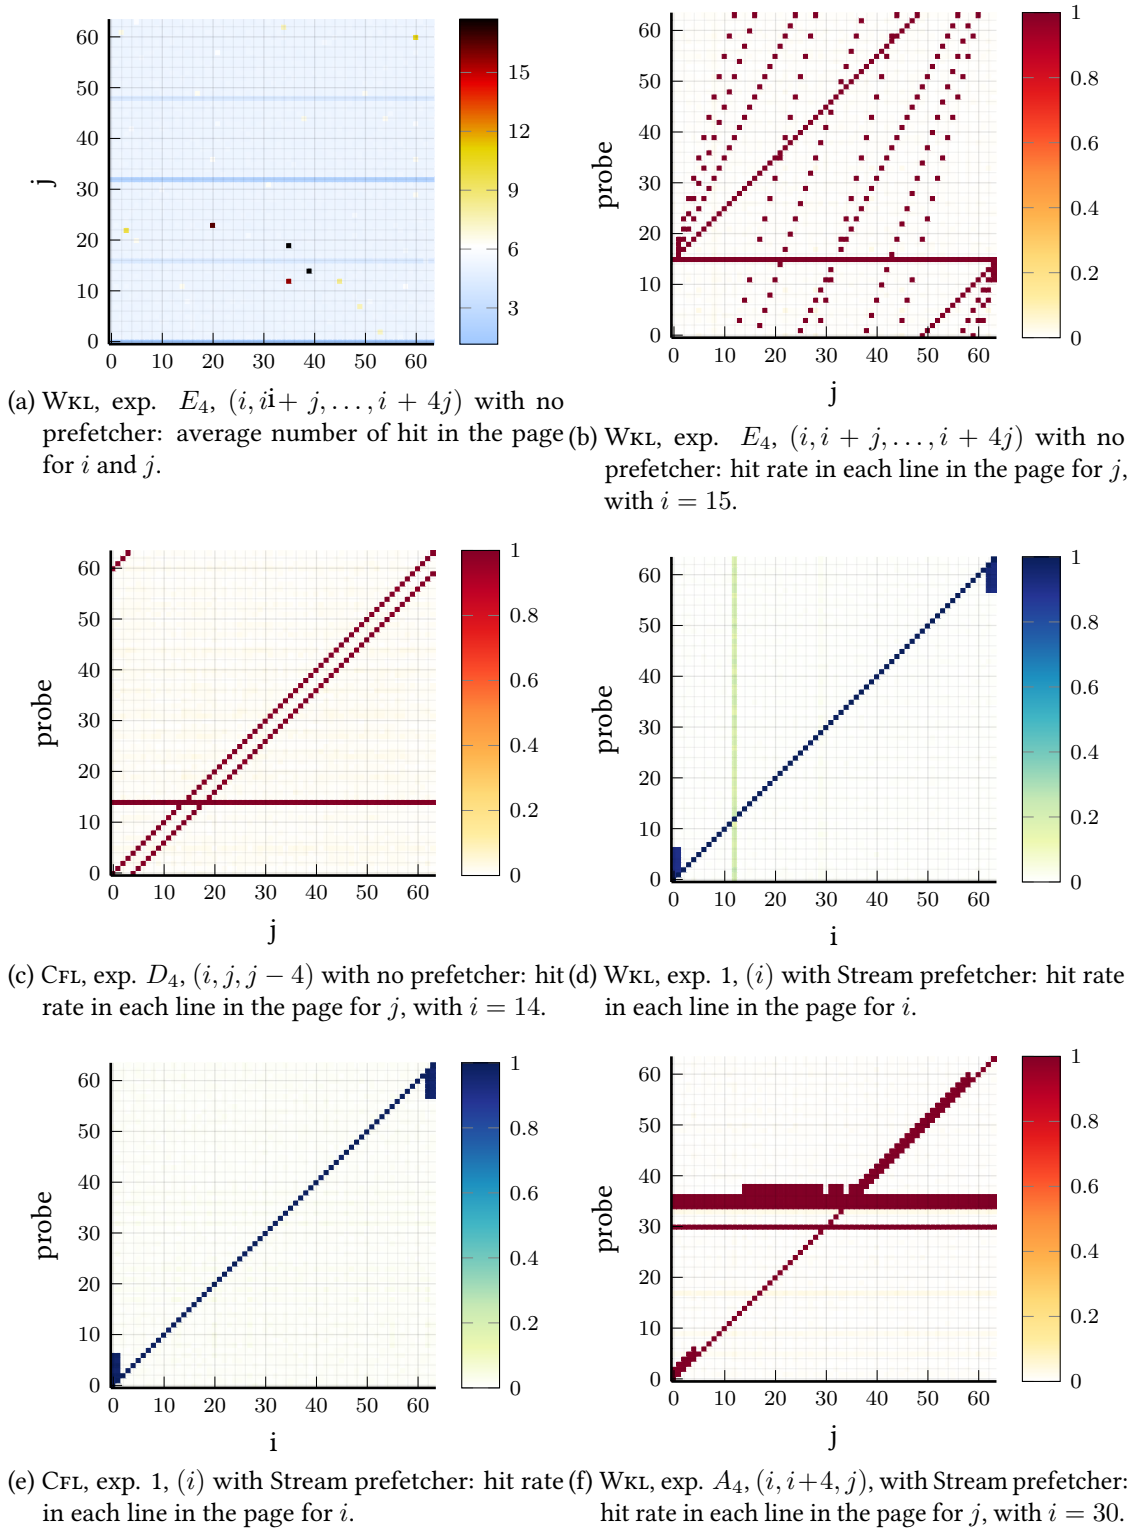 60
50
40
30
20
10
0
0 10 20 30 40 50 60
j
i
15
12
9
6
3
(a) Wkl, exp. E4, (i, i + j, . . . , i + 4j) with no
prefetcher: average number of hit in the page
for i and j.
60
50
40
30
20
10
0
0 10 20 30 40 50 60
probe
j
1
0.8
0.6
0.4
0.2
0
(b) Wkl, exp. E4, (i, i + j, . . . , i + 4j) with no
prefetcher: hit rate in each line in the page for j,
with i = 15.
60
50
40
30
20
10
0
0 10 20 30 40 50 60
probe
j
1
0.8
0.6
0.4
0.2
0
(c) Cfl, exp. D4, (i, j, j − 4) with no prefetcher: hit
rate in each line in the page for j, with i = 14.
60
50
40
30
20
10
0
0 10 20 30 40 50 60
probe
i
1
0.8
0.6
0.4
0.2
0
(d) Wkl, exp. 1, (i) with Stream prefetcher: hit rate
in each line in the page for i.
60
50
40
30
20
10
0
0 10 20 30 40 50 60
probe
i
1
0.8
0.6
0.4
0.2
0
(e) Cfl, exp. 1, (i) with Stream prefetcher: hit rate
in each line in the page for i.
60
50
40
30
20
10
0
0 10 20 30 40 50 60
probe
j
1
0.8
0.6
0.4
0.2
0
(f) Wkl, exp. A4, (i, i+4, j), with Stream prefetcher:
hit rate in each line in the page for j, with i = 30.